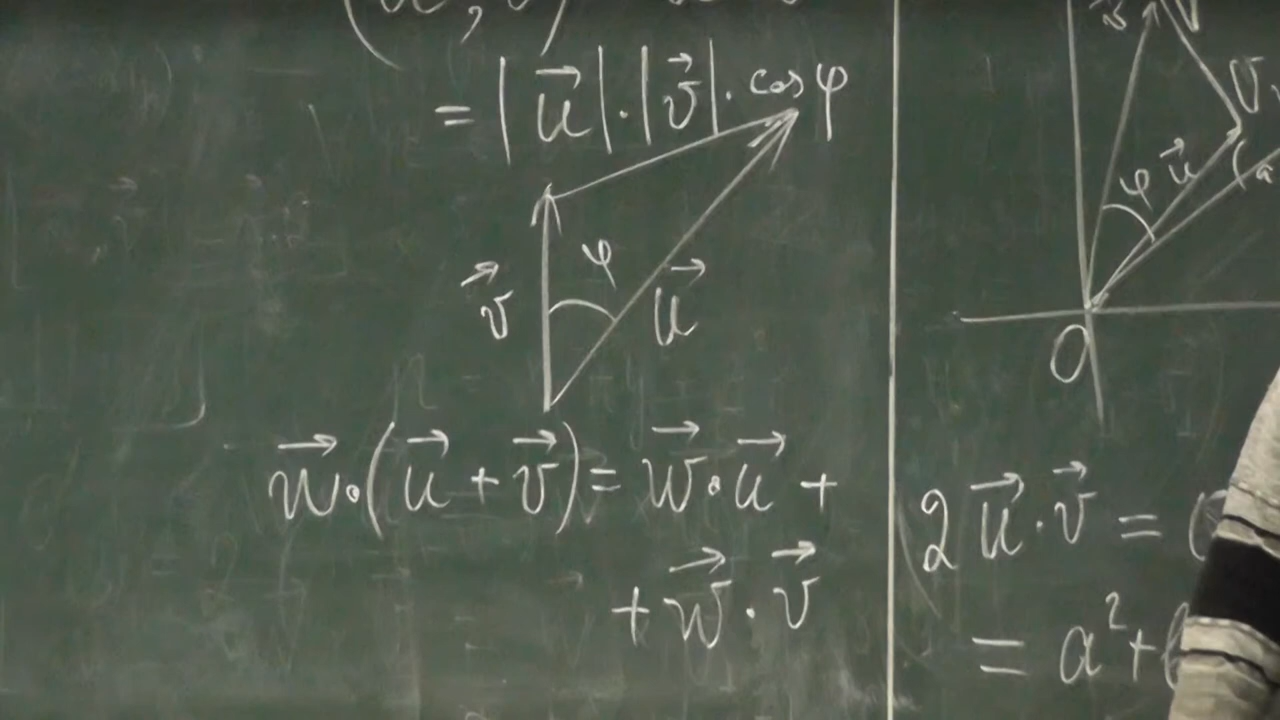 = |u⃗|·|v⃗|· cos φ
φ
v⃗
u⃗
w⃗·(u⃗ + v⃗) = w⃗·u⃗ +
+ w⃗·v⃗
φ u⃗
O
2 u⃗·v⃗ =
= a² +